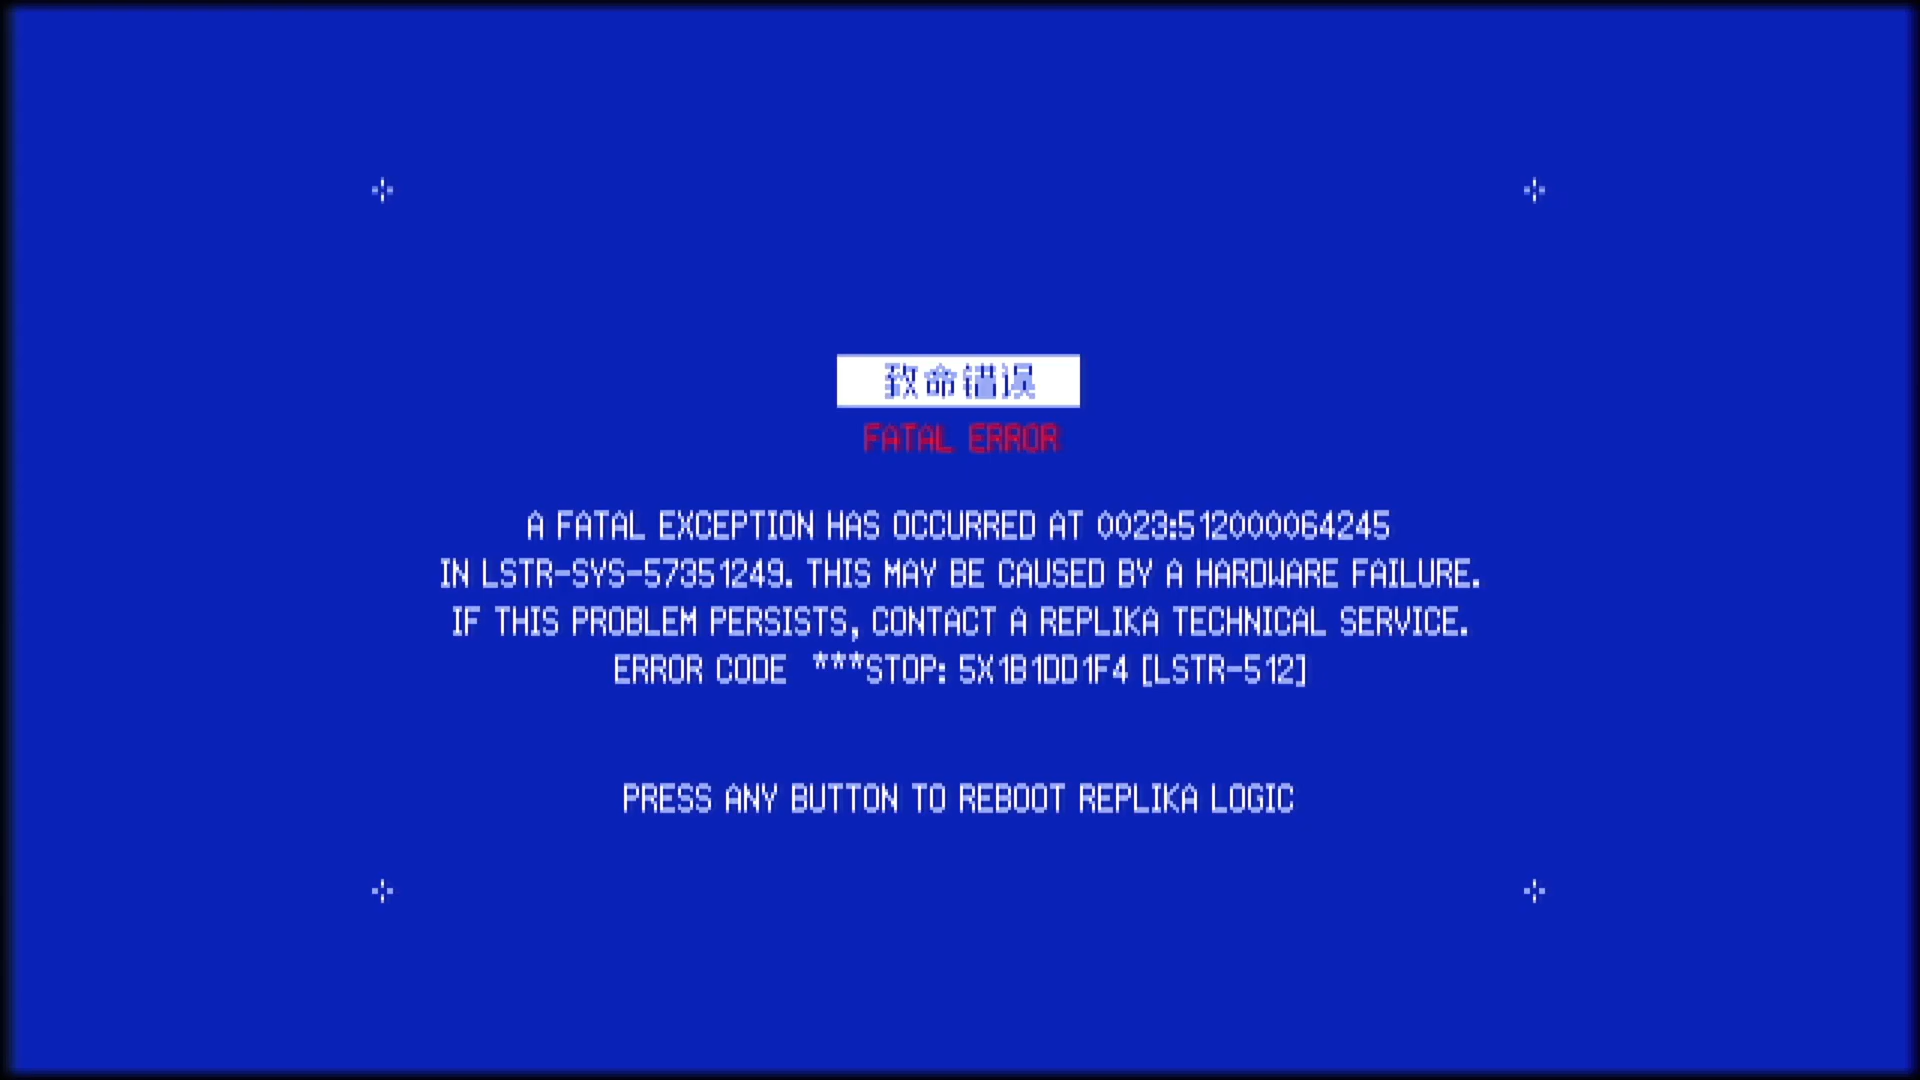 致命错误
FATAL ERROR
A FATAL EXCEPTION HAS OCCURRED AT 0023:512000064245
IN LSTR-SYS-57351249. THIS MAY BE CAUSED BY A HARDWARE FAILURE.
IF THIS PROBLEM PERSISTS, CONTACT A REPLIKA TECHNICAL SERVICE.
ERROR CODE ***STOP: 5X1B1DD1F4 [LSTR-512]
PRESS ANY BUTTON TO REBOOT REPLIKA LOGIC